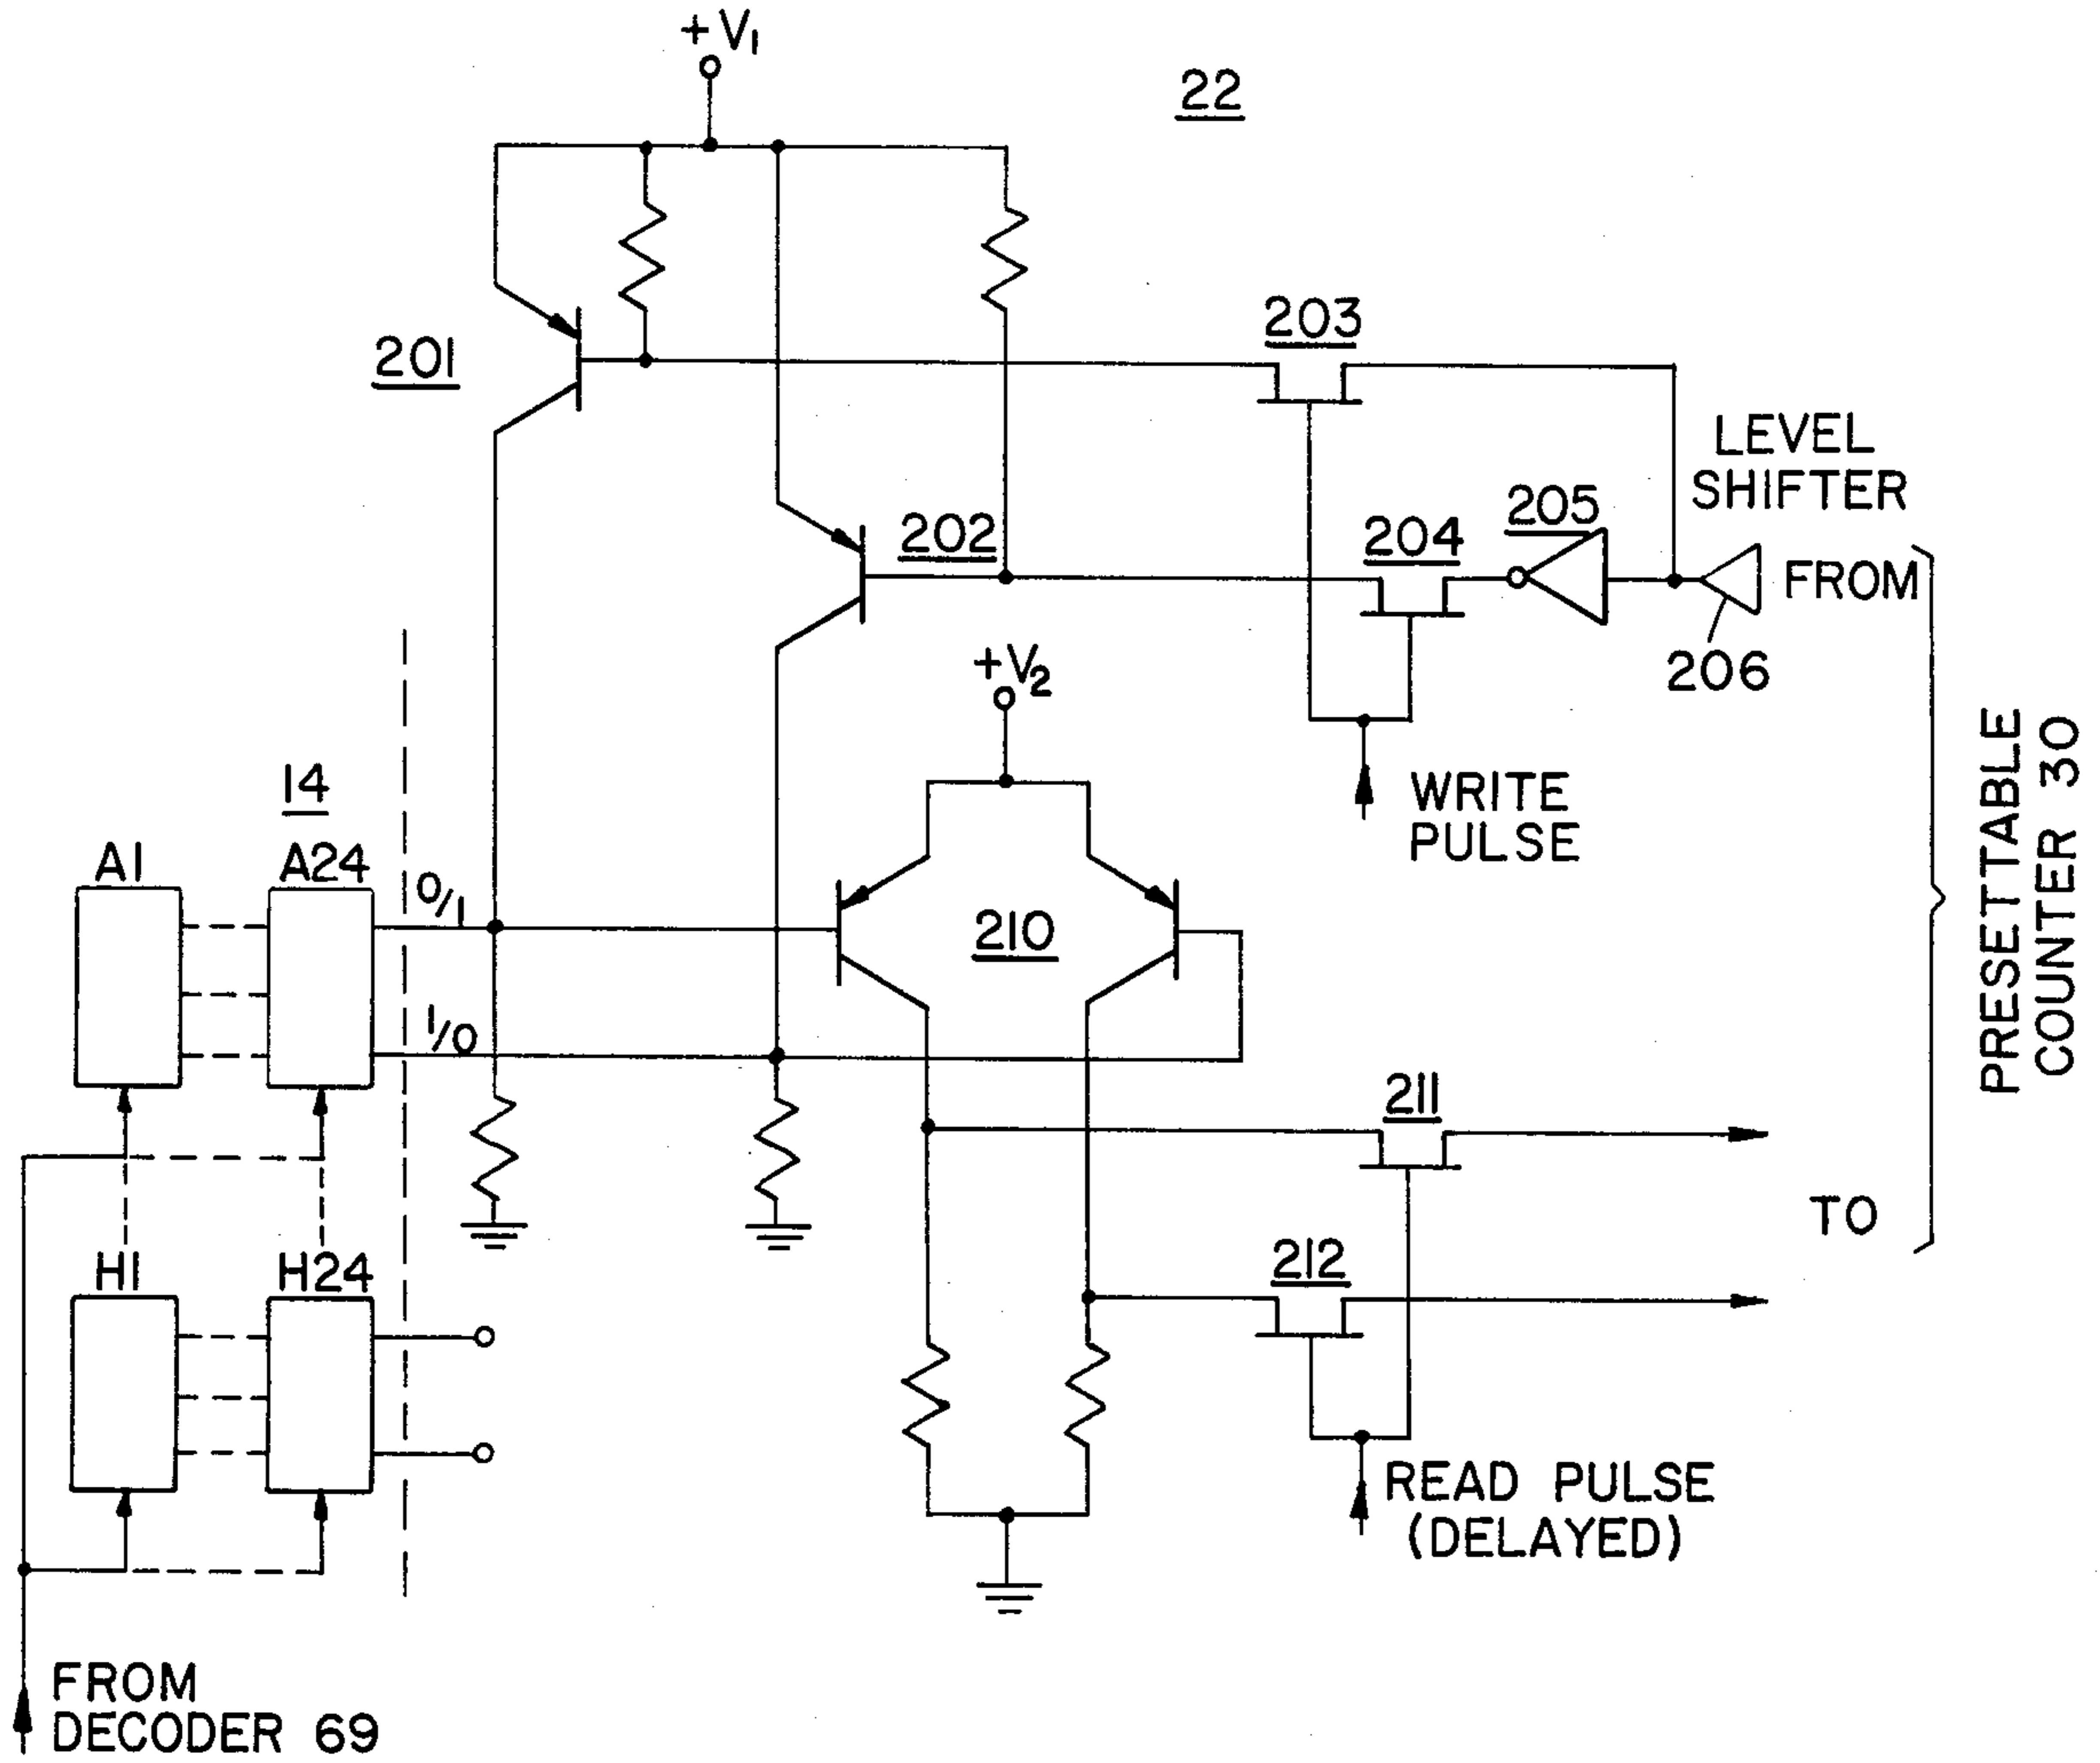 +V₁
22
203
201
LEVEL
SHIFTER
205
202
204
FROM
206
+V₂
14
WRITE
PULSE
PRESETTABLE
COUNTER 30
A1
A24
0/1
210
1/0
211
TO
H1
H24
212
READ PULSE
(DELAYED)
FROM
DECODER 69